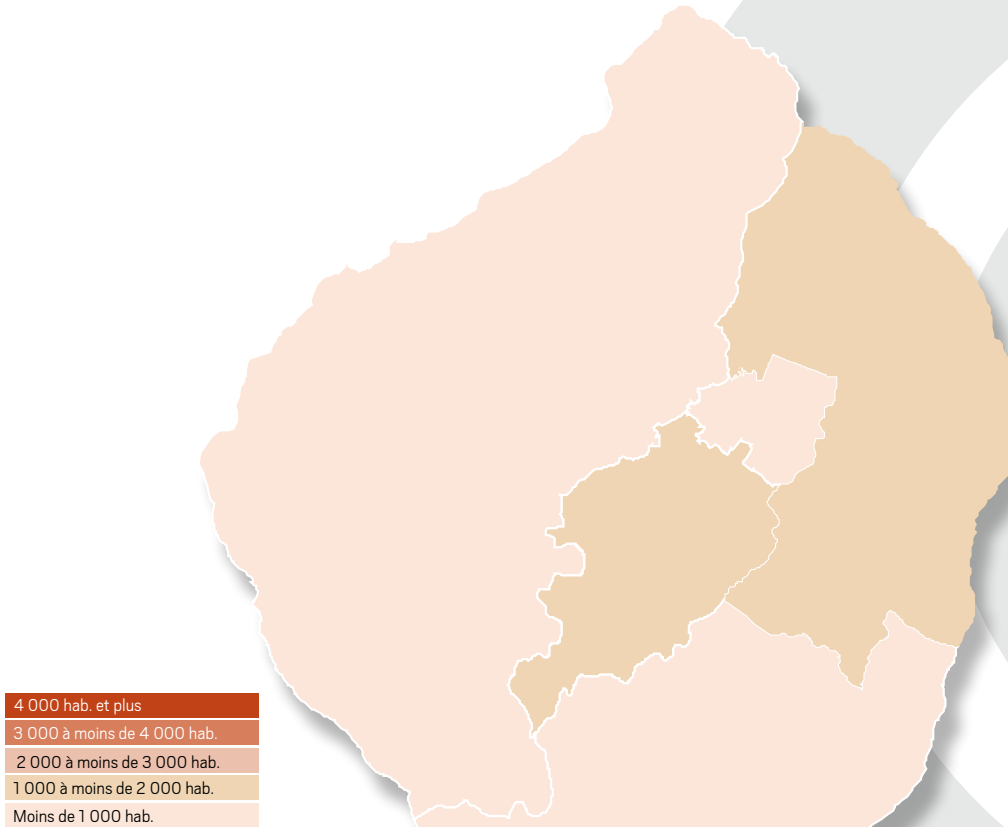 4 000 hab. et plus
3 000 à moins de 4 000 hab.
2 000 à moins de 3 000 hab.
1 000 à moins de 2 000 hab.
Moins de 1 000 hab.